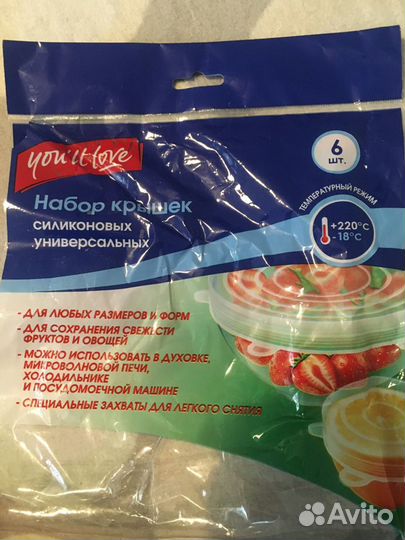 you'll love
6
шт.
Набор крышек
силиконовых
универсальных
ТЕМПЕРАТУРНЫЙ РЕЖИМ
+220°C
-18°C
- ДЛЯ ЛЮБЫХ РАЗМЕРОВ И ФОРМ
- ДЛЯ СОХРАНЕНИЯ СВЕЖЕСТИ
ФРУКТОВ И ОВОЩЕЙ
- МОЖНО ИСПОЛЬЗОВАТЬ В ДУХОВКЕ,
МИКРОВОЛНОВОЙ ПЕЧИ,
ХОЛОДИЛЬНИКЕ
И ПОСУДОМОЕЧНОЙ МАШИНЕ
- СПЕЦИАЛЬНЫЕ ЗАХВАТЫ ДЛЯ ЛЕГКОГО СНЯТИЯ
Avito